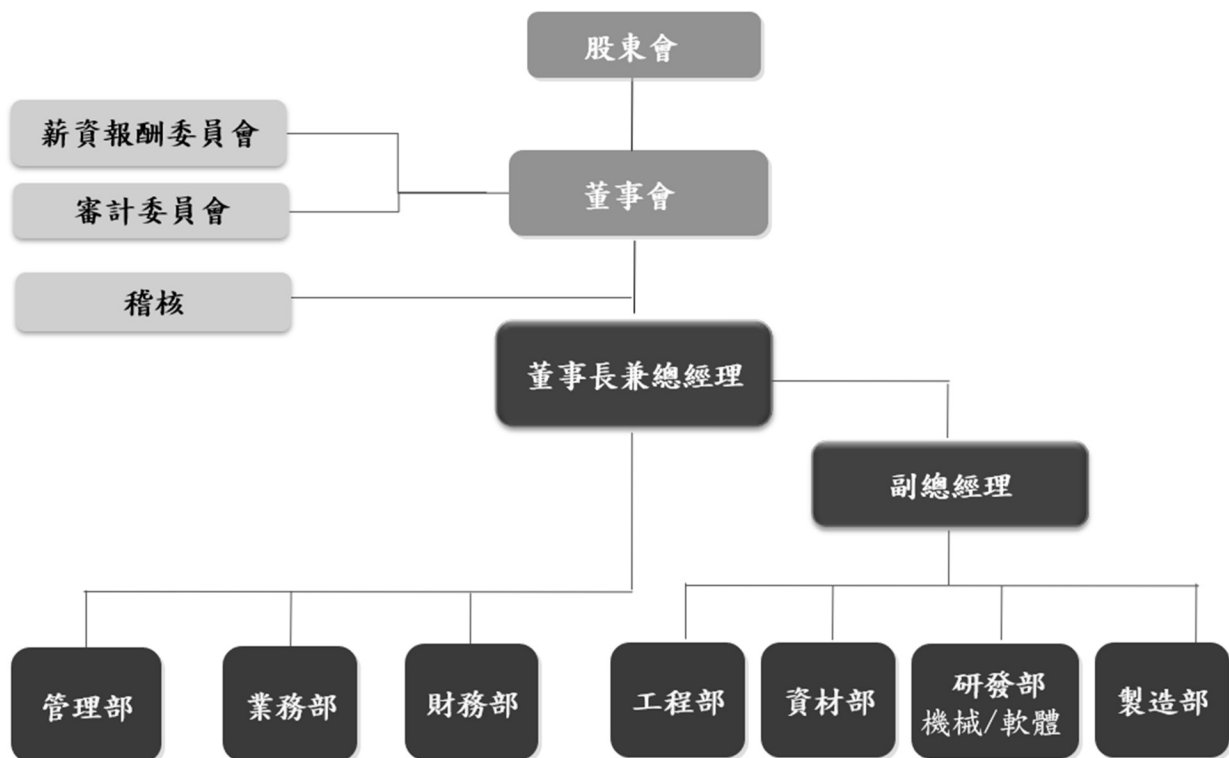 股東會
薪資報酬委員會
董事會
審計委員會
稽核
董事長兼總經理
副總經理
管理部
業務部
財務部
工程部
資材部
研發部
機械/軟體
製造部